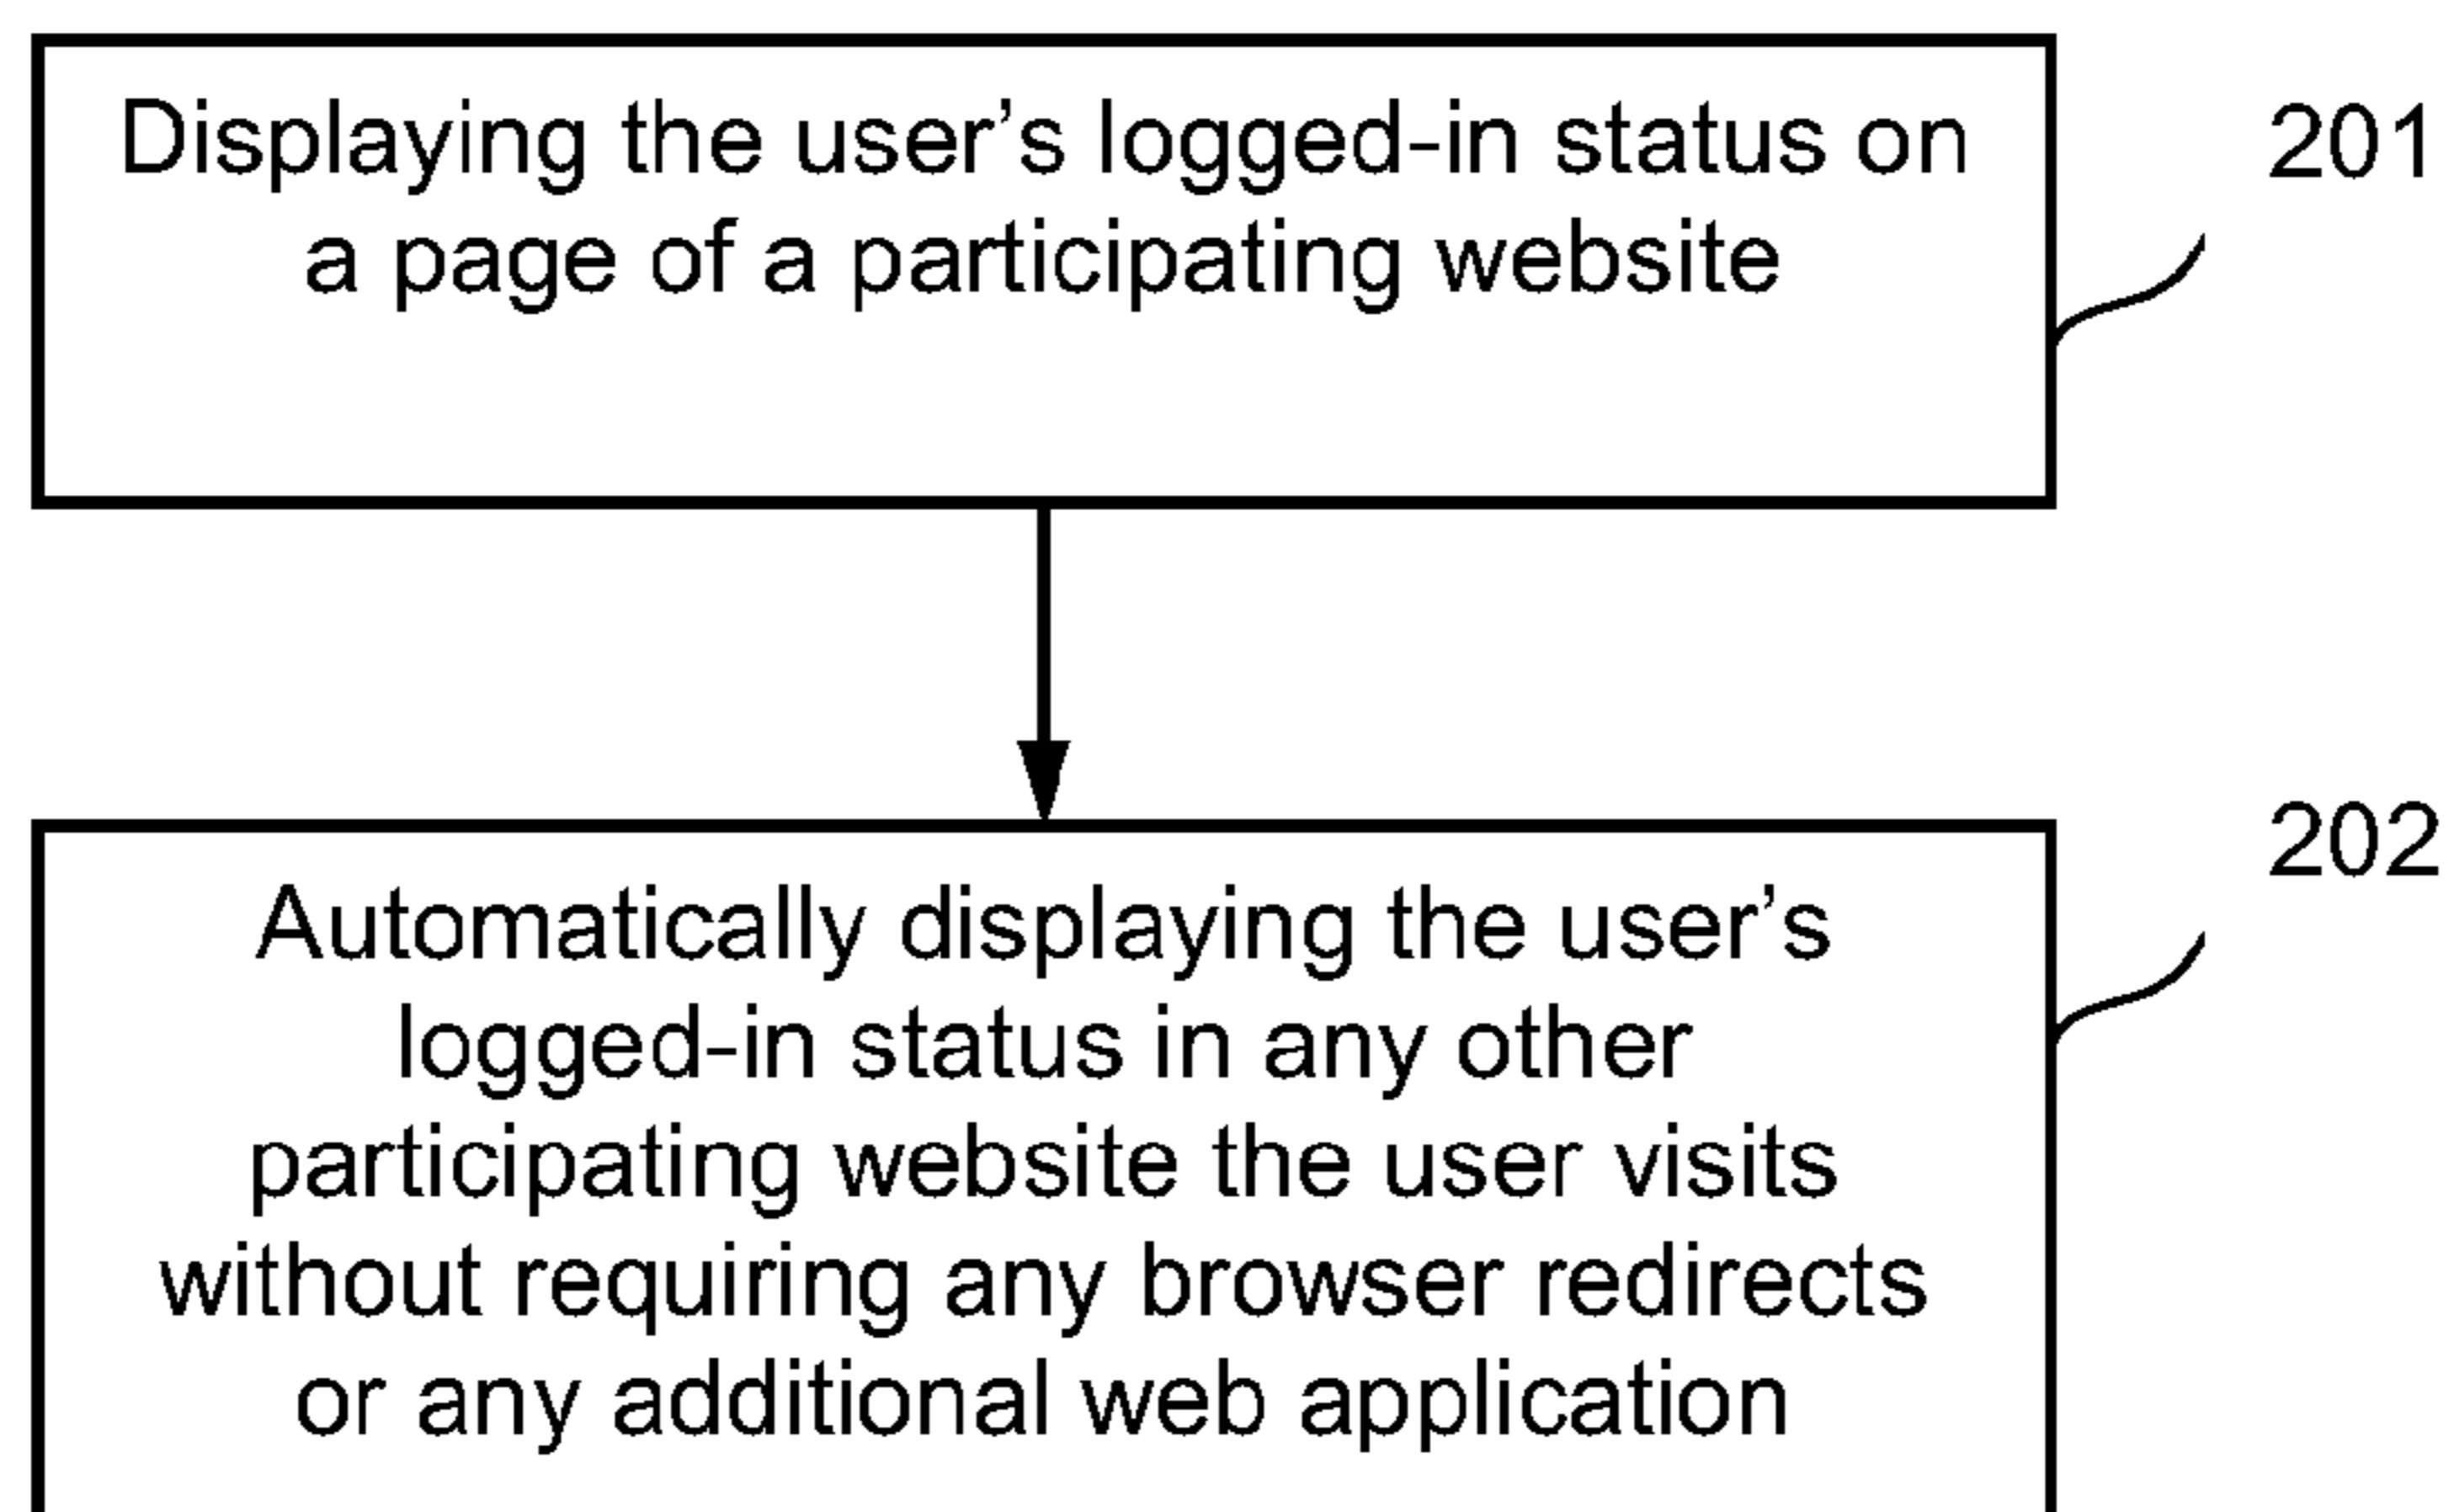 Displaying the user's logged-in status on
a page of a participating website
201
Automatically displaying the user's
logged-in status in any other
participating website the user visits
without requiring any browser redirects
or any additional web application
202